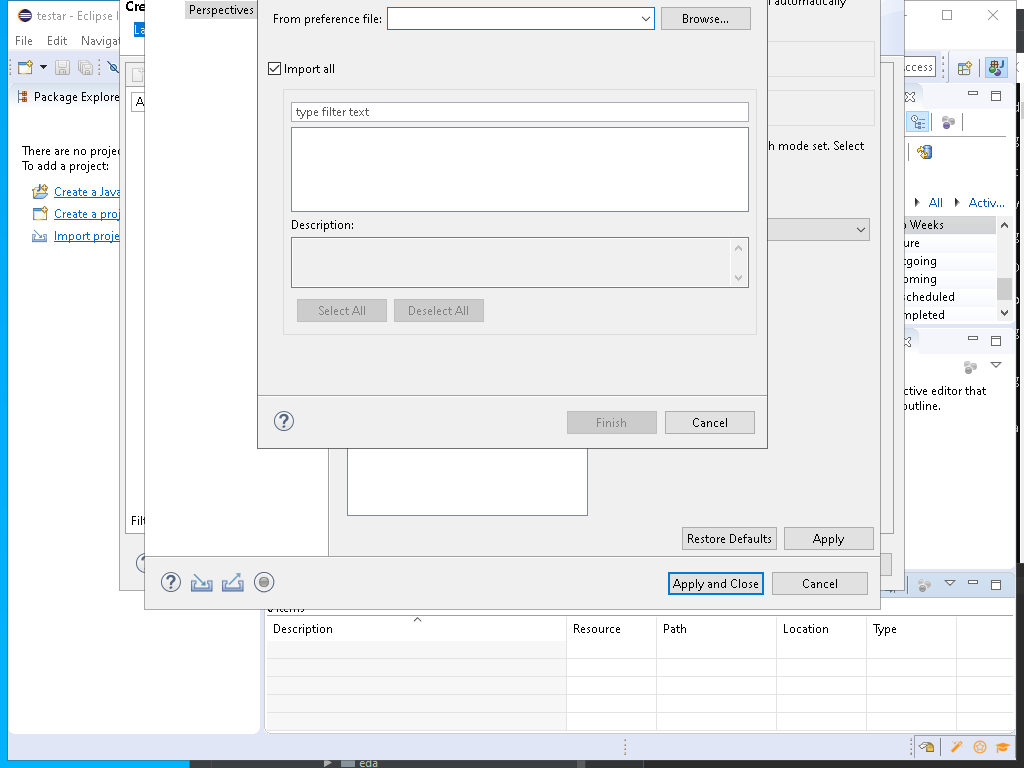 testar - Eclipse I
File Edit Navigat
Package Explore
There are no projec
To add a project:
Create a Java
Create a proj
Import proje
Cre
La
A
Filt
Perspectives
automatically
From preference file:
Browse...
Import all
type filter text
Description:
Select All
Deselect All
Finish
Cancel
h mode set. Select
Restore Defaults
Apply
Apply and Close
Cancel
ccess
All
Activ...
o Weeks
ure
tgoing
oming
scheduled
mpleted
ctive editor that
outline.
0 items
Description
Resource
Path
Location
Type
eda